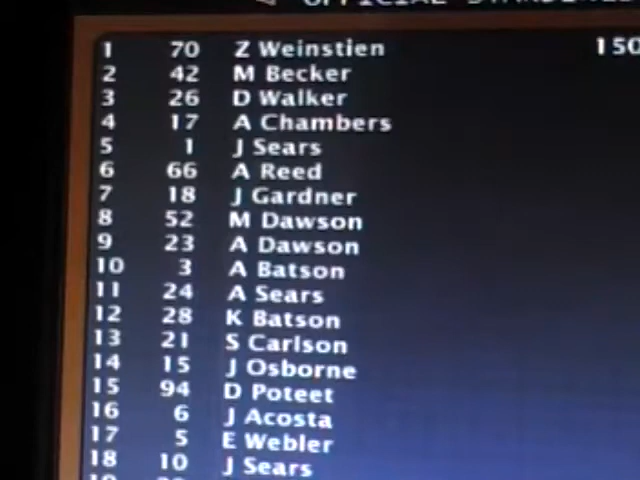 1 70 Z Weinstien 150
2 42 M Becker
3 26 D Walker
4 17 A Chambers
5 1 J Sears
6 66 A Reed
7 18 J Gardner
8 52 M Dawson
9 23 A Dawson
10 3 A Batson
11 24 A Sears
12 28 K Batson
13 21 S Carlson
14 15 J Osborne
15 94 D Poteet
16 6 J Acosta
17 5 E Webler
18 10 J Sears